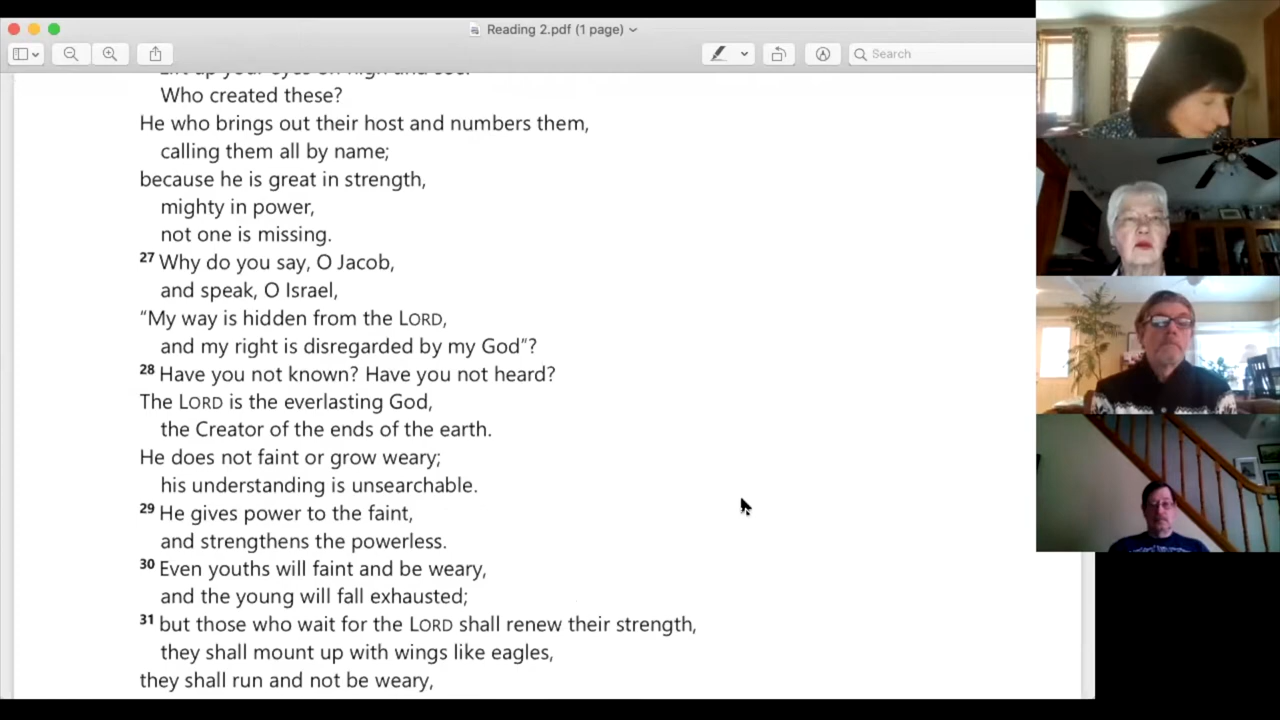 Reading 2.pdf (1 page)
Search
Who created these?
He who brings out their host and numbers them,
calling them all by name;
because he is great in strength,
mighty in power,
not one is missing.
27 Why do you say, O Jacob,
and speak, O Israel,
“My way is hidden from the LORD,
and my right is disregarded by my God”?
28 Have you not known? Have you not heard?
The LORD is the everlasting God,
the Creator of the ends of the earth.
He does not faint or grow weary;
his understanding is unsearchable.
29 He gives power to the faint,
and strengthens the powerless.
30 Even youths will faint and be weary,
and the young will fall exhausted;
31 but those who wait for the LORD shall renew their strength,
they shall mount up with wings like eagles,
they shall run and not be weary,